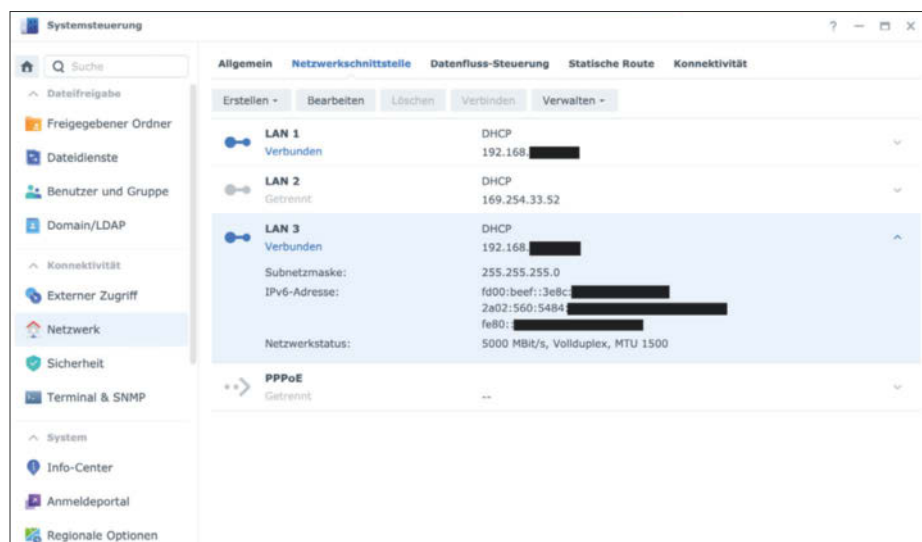 Systemsteuerung
?
Suche
Dateifreigabe
Freigegebener Ordner
Dateidienste
Benutzer und Gruppe
Domain/LDAP
Konnektivität
Externer Zugriff
Netzwerk
Sicherheit
Terminal & SNMP
System
Info-Center
Anmeldeportal
Regionale Optionen
Allgemein Netzwerkschnittstelle Datenfluss-Steuerung Statische Route Konnektivität
Erstellen Bearbeiten Löschen Verbinden Verwalten
LAN 1 DHCP
Verbunden 192.168.
LAN 2 DHCP
Getrennt 169.254.33.52
LAN 3 DHCP
Verbunden 192.168.
Subnetzmaske: 255.255.255.0
IPv6-Adresse: fd00:beef::3e8c:
2a02:560:5484:
fe80::
Netzwerkstatus: 5000 MBit/s, Vollduplex, MTU 1500
PPPoE
Getrennt --